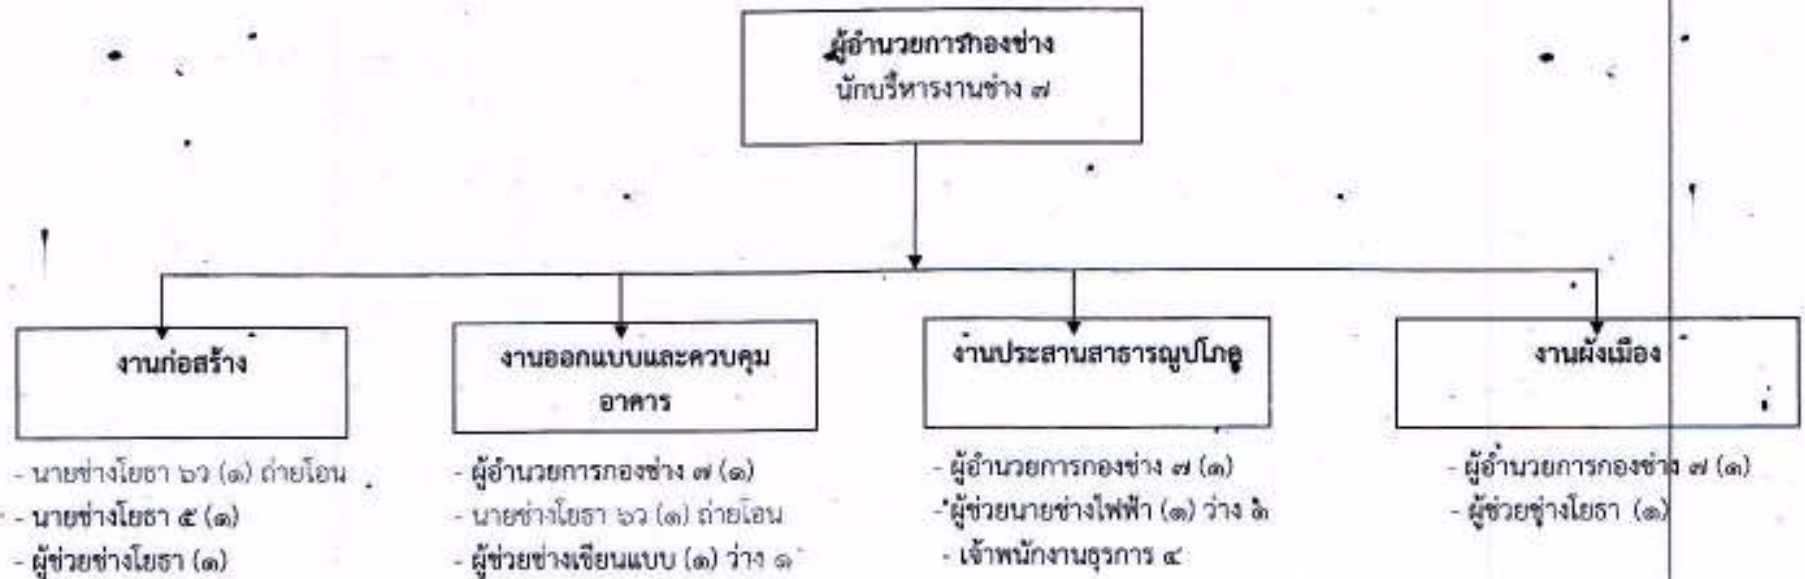 ผู้อำนวยการกองช่าง
นักบริหารงานช่าง ๗
งานก่อสร้าง
- นายช่างโยธา ๖ว (๑) ถ่ายโอน
- นายช่างโยธา ๕ (๑)
- ผู้ช่วยช่างโยธา (๑)
งานออกแบบและควบคุม
อาคาร
- ผู้อำนวยการกองช่าง ๗ (๑)
- นายช่างโยธา ๖ว (๑) ถ่ายโอน
- ผู้ช่วยช่างเขียนแบบ (๑) ว่าง ๑
งานประสานสาธารณูปโภค
- ผู้อำนวยการกองช่าง ๗ (๑)
- ผู้ช่วยนายช่างไฟฟ้า (๑) ว่าง ๑
- เจ้าพนักงานธุรการ ๔
งานผังเมือง
- ผู้อำนวยการกองช่าง ๗ (๑)
- ผู้ช่วยช่างโยธา (๑)